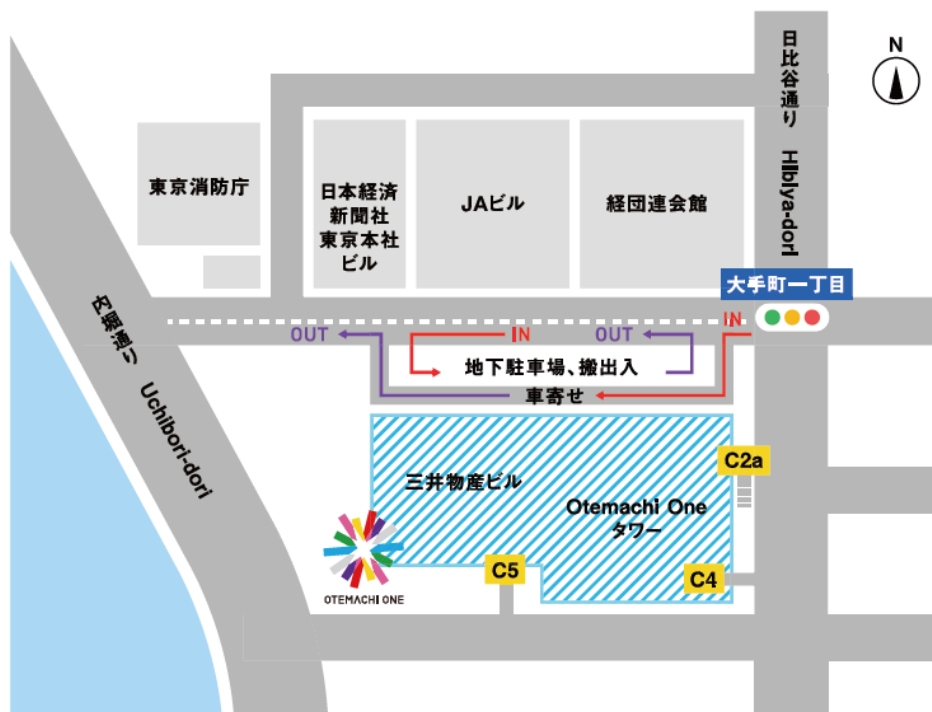 N
日比谷通り Hibiya-dori
東京消防庁
日本経済
新聞社
東京本社
ビル
JAビル
経団連会館
大手町一丁目
内堀通り Uchibori-dori
OUT
IN
OUT
IN
地下駐車場、搬出入
車寄せ
三井物産ビル
C2a
Otemachi One
タワー
C5
C4
OTEMACHI ONE